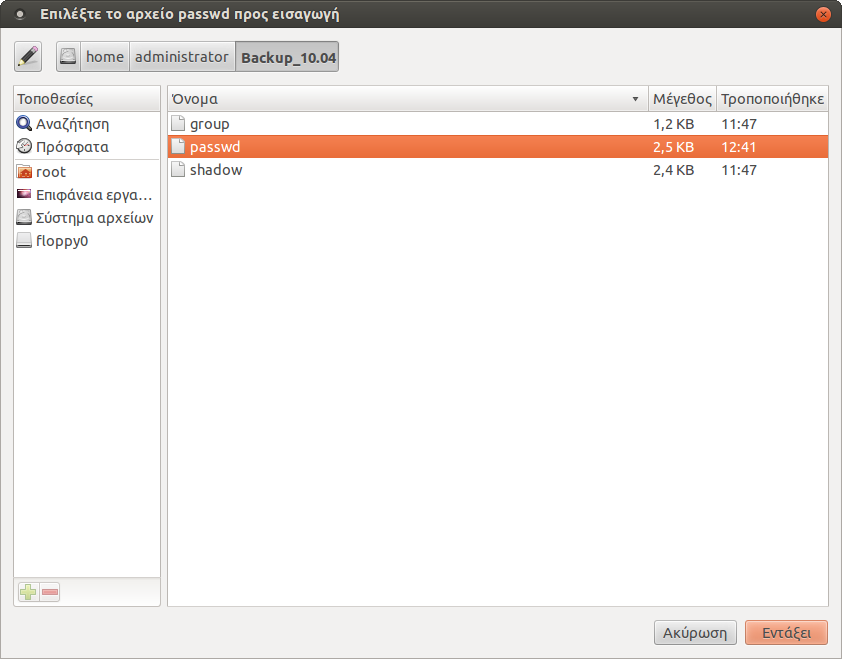 Επιλέξτε το αρχείο passwd προς εισαγωγή
home administrator Backup_10.04
Τοποθεσίες
Αναζήτηση
Πρόσφατα
root
Επιφάνεια εργα...
Σύστημα αρχείων
floppy0
Όνομα Μέγεθος Τροποποιήθηκε
group 1,2 KB 11:47
passwd 2,5 KB 12:41
shadow 2,4 KB 11:47
Ακύρωση Εντάξει